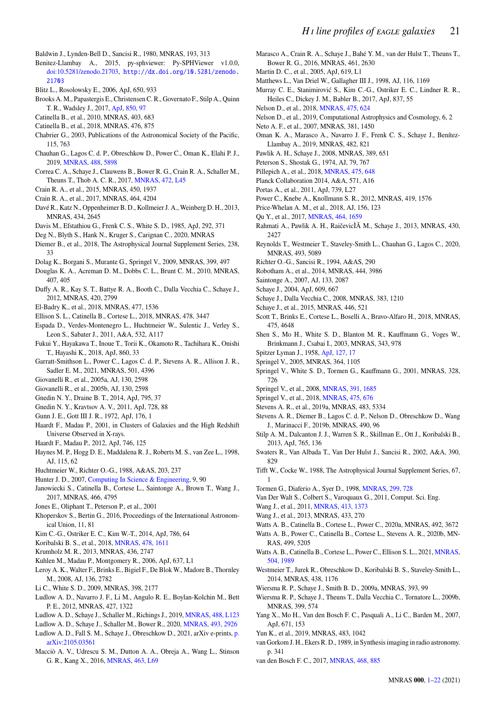 H I line profiles of EAGLE galaxies 21
Baldwin J., Lynden-Bell D., Sancisi R., 1980, MNRAS, 193, 313
Benitez-Llambay A., 2015, py-sphviewer: Py-SPHViewer v1.0.0,
doi:10.5281/zenodo.21703, http://dx.doi.org/10.5281/zenodo.
21703
Blitz L., Rosolowsky E., 2006, ApJ, 650, 933
Brooks A. M., Papastergis E., Christensen C. R., Governato F., Stilp A., Quinn
T. R., Wadsley J., 2017, ApJ, 850, 97
Catinella B., et al., 2010, MNRAS, 403, 683
Catinella B., et al., 2018, MNRAS, 476, 875
Chabrier G., 2003, Publications of the Astronomical Society of the Pacific,
115, 763
Chauhan G., Lagos C. d. P., Obreschkow D., Power C., Oman K., Elahi P. J.,
2019, MNRAS, 488, 5898
Correa C. A., Schaye J., Clauwens B., Bower R. G., Crain R. A., Schaller M.,
Theuns T., Thob A. C. R., 2017, MNRAS, 472, L45
Crain R. A., et al., 2015, MNRAS, 450, 1937
Crain R. A., et al., 2017, MNRAS, 464, 4204
Davé R., Katz N., Oppenheimer B. D., Kollmeier J. A., Weinberg D. H., 2013,
MNRAS, 434, 2645
Davis M., Efstathiou G., Frenk C. S., White S. D., 1985, ApJ, 292, 371
Deg N., Blyth S., Hank N., Kruger S., Carignan C., 2020, MNRAS
Diemer B., et al., 2018, The Astrophysical Journal Supplement Series, 238,
33
Dolag K., Borgani S., Murante G., Springel V., 2009, MNRAS, 399, 497
Douglas K. A., Acreman D. M., Dobbs C. L., Brunt C. M., 2010, MNRAS,
407, 405
Duffy A. R., Kay S. T., Battye R. A., Booth C., Dalla Vecchia C., Schaye J.,
2012, MNRAS, 420, 2799
El-Badry K., et al., 2018, MNRAS, 477, 1536
Ellison S. L., Catinella B., Cortese L., 2018, MNRAS, 478, 3447
Espada D., Verdes-Montenegro L., Huchtmeier W., Sulentic J., Verley S.,
Leon S., Sabater J., 2011, A&A, 532, A117
Fukui Y., Hayakawa T., Inoue T., Torii K., Okamoto R., Tachihara K., Onishi
T., Hayashi K., 2018, ApJ, 860, 33
Garratt-Smithson L., Power C., Lagos C. d. P., Stevens A. R., Allison J. R.,
Sadler E. M., 2021, MNRAS, 501, 4396
Giovanelli R., et al., 2005a, AJ, 130, 2598
Giovanelli R., et al., 2005b, AJ, 130, 2598
Gnedin N. Y., Draine B. T., 2014, ApJ, 795, 37
Gnedin N. Y., Kravtsov A. V., 2011, ApJ, 728, 88
Gunn J. E., Gott III J. R., 1972, ApJ, 176, 1
Haardt F., Madau P., 2001, in Clusters of Galaxies and the High Redshift
Universe Observed in X-rays.
Haardt F., Madau P., 2012, ApJ, 746, 125
Haynes M. P., Hogg D. E., Maddalena R. J., Roberts M. S., van Zee L., 1998,
AJ, 115, 62
Huchtmeier W., Richter O.-G., 1988, A&AS, 203, 237
Hunter J. D., 2007, Computing In Science & Engineering, 9, 90
Janowiecki S., Catinella B., Cortese L., Saintonge A., Brown T., Wang J.,
2017, MNRAS, 466, 4795
Jones E., Oliphant T., Peterson P., et al., 2001
Khoperskov S., Bertin G., 2016, Proceedings of the International Astronom-
ical Union, 11, 81
Kim C.-G., Ostriker E. C., Kim W.-T., 2014, ApJ, 786, 64
Koribalski B. S., et al., 2018, MNRAS, 478, 1611
Krumholz M. R., 2013, MNRAS, 436, 2747
Kuhlen M., Madau P., Montgomery R., 2006, ApJ, 637, L1
Leroy A. K., Walter F., Brinks E., Bigiel F., De Blok W., Madore B., Thornley
M., 2008, AJ, 136, 2782
Li C., White S. D., 2009, MNRAS, 398, 2177
Ludlow A. D., Navarro J. F., Li M., Angulo R. E., Boylan-Kolchin M., Bett
P. E., 2012, MNRAS, 427, 1322
Ludlow A. D., Schaye J., Schaller M., Richings J., 2019, MNRAS, 488, L123
Ludlow A. D., Schaye J., Schaller M., Bower R., 2020, MNRAS, 493, 2926
Ludlow A. D., Fall S. M., Schaye J., Obreschkow D., 2021, arXiv e-prints, p.
arXiv:2105.03561
Macciò A. V., Udrescu S. M., Dutton A. A., Obreja A., Wang L., Stinson
G. R., Kang X., 2016, MNRAS, 463, L69
Marasco A., Crain R. A., Schaye J., Bahé Y. M., van der Hulst T., Theuns T.,
Bower R. G., 2016, MNRAS, 461, 2630
Martin D. C., et al., 2005, ApJ, 619, L1
Matthews L., Van Driel W., Gallagher III J., 1998, AJ, 116, 1169
Murray C. E., Stanimirović S., Kim C.-G., Ostriker E. C., Lindner R. R.,
Heiles C., Dickey J. M., Babler B., 2017, ApJ, 837, 55
Nelson D., et al., 2018, MNRAS, 475, 624
Nelson D., et al., 2019, Computational Astrophysics and Cosmology, 6, 2
Neto A. F., et al., 2007, MNRAS, 381, 1450
Oman K. A., Marasco A., Navarro J. F., Frenk C. S., Schaye J., Benítez-
Llambay A., 2019, MNRAS, 482, 821
Pawlik A. H., Schaye J., 2008, MNRAS, 389, 651
Peterson S., Shostak G., 1974, AJ, 79, 767
Pillepich A., et al., 2018, MNRAS, 475, 648
Planck Collaboration 2014, A&A, 571, A16
Portas A., et al., 2011, ApJ, 739, L27
Power C., Knebe A., Knollmann S. R., 2012, MNRAS, 419, 1576
Price-Whelan A. M., et al., 2018, AJ, 156, 123
Qu Y., et al., 2017, MNRAS, 464, 1659
Rahmati A., Pawlik A. H., RaičevićIÂ M., Schaye J., 2013, MNRAS, 430,
2427
Reynolds T., Westmeier T., Staveley-Smith L., Chauhan G., Lagos C., 2020,
MNRAS, 493, 5089
Richter O.-G., Sancisi R., 1994, A&AS, 290
Robotham A., et al., 2014, MNRAS, 444, 3986
Saintonge A., 2007, AJ, 133, 2087
Schaye J., 2004, ApJ, 609, 667
Schaye J., Dalla Vecchia C., 2008, MNRAS, 383, 1210
Schaye J., et al., 2015, MNRAS, 446, 521
Scott T., Brinks E., Cortese L., Boselli A., Bravo-Alfaro H., 2018, MNRAS,
475, 4648
Shen S., Mo H., White S. D., Blanton M. R., Kauffmann G., Voges W.,
Brinkmann J., Csabai I., 2003, MNRAS, 343, 978
Spitzer Lyman J., 1958, ApJ, 127, 17
Springel V., 2005, MNRAS, 364, 1105
Springel V., White S. D., Tormen G., Kauffmann G., 2001, MNRAS, 328,
726
Springel V., et al., 2008, MNRAS, 391, 1685
Springel V., et al., 2018, MNRAS, 475, 676
Stevens A. R., et al., 2019a, MNRAS, 483, 5334
Stevens A. R., Diemer B., Lagos C. d. P., Nelson D., Obreschkow D., Wang
J., Marinacci F., 2019b, MNRAS, 490, 96
Stilp A. M., Dalcanton J. J., Warren S. R., Skillman E., Ott J., Koribalski B.,
2013, ApJ, 765, 136
Swaters R., Van Albada T., Van Der Hulst J., Sancisi R., 2002, A&A, 390,
829
Tifft W., Cocke W., 1988, The Astrophysical Journal Supplement Series, 67,
1
Tormen G., Diaferio A., Syer D., 1998, MNRAS, 299, 728
Van Der Walt S., Colbert S., Varoquaux G., 2011, Comput. Sci. Eng.
Wang J., et al., 2011, MNRAS, 413, 1373
Wang J., et al., 2013, MNRAS, 433, 270
Watts A. B., Catinella B., Cortese L., Power C., 2020a, MNRAS, 492, 3672
Watts A. B., Power C., Catinella B., Cortese L., Stevens A. R., 2020b, MN-
RAS, 499, 5205
Watts A. B., Catinella B., Cortese L., Power C., Ellison S. L., 2021, MNRAS,
504, 1989
Westmeier T., Jurek R., Obreschkow D., Koribalski B. S., Staveley-Smith L.,
2014, MNRAS, 438, 1176
Wiersma R. P., Schaye J., Smith B. D., 2009a, MNRAS, 393, 99
Wiersma R. P., Schaye J., Theuns T., Dalla Vecchia C., Tornatore L., 2009b,
MNRAS, 399, 574
Yang X., Mo H., Van den Bosch F. C., Pasquali A., Li C., Barden M., 2007,
ApJ, 671, 153
Yun K., et al., 2019, MNRAS, 483, 1042
van Gorkom J. H., Ekers R. D., 1989, in Synthesis imaging in radio astronomy.
p. 341
van den Bosch F. C., 2017, MNRAS, 468, 885
MNRAS 000, 1–22 (2021)